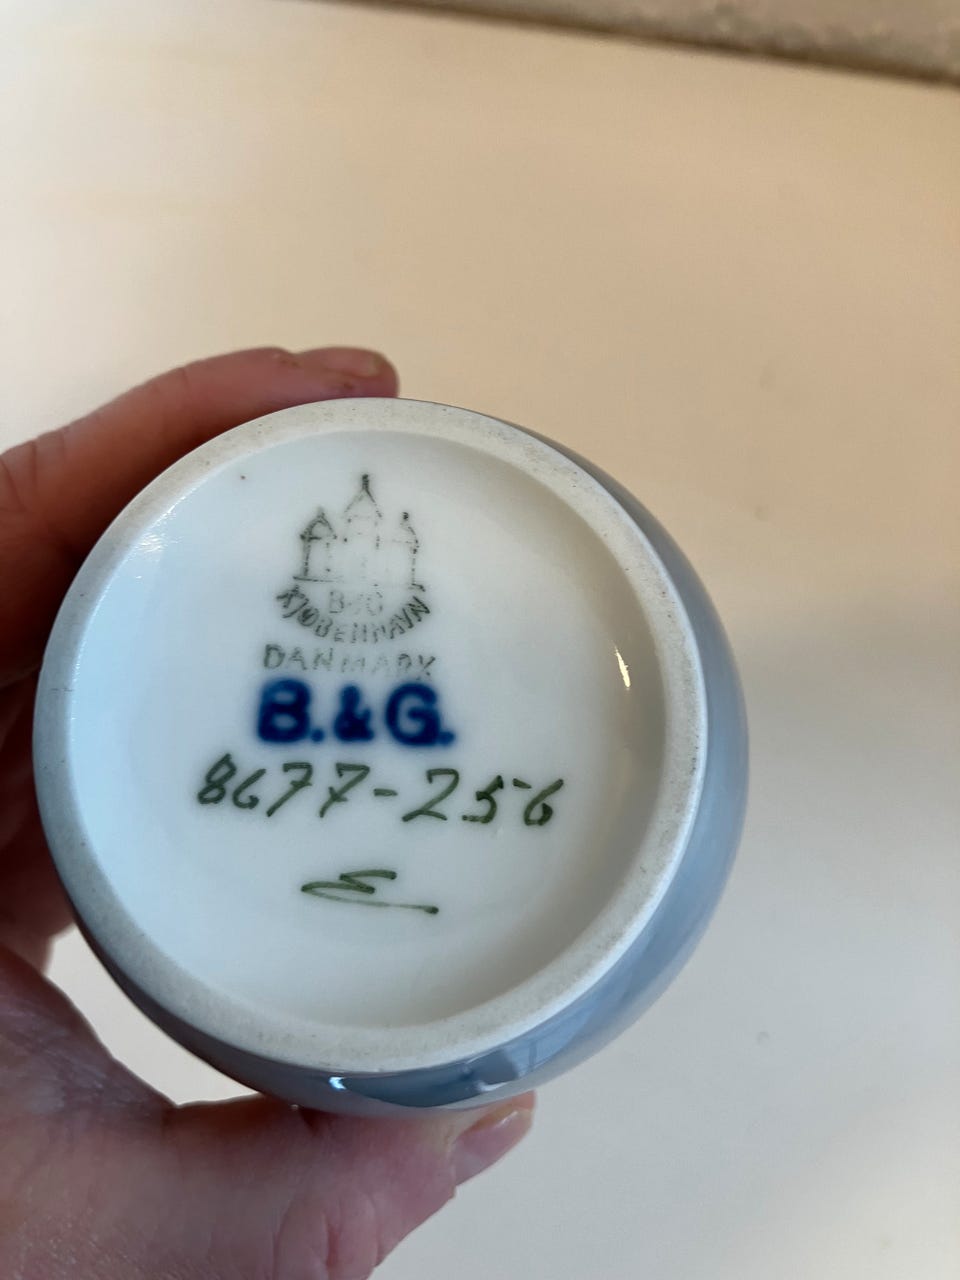 B&G
KJØBENHAVN
DANMARK
B.&G.
8677-256